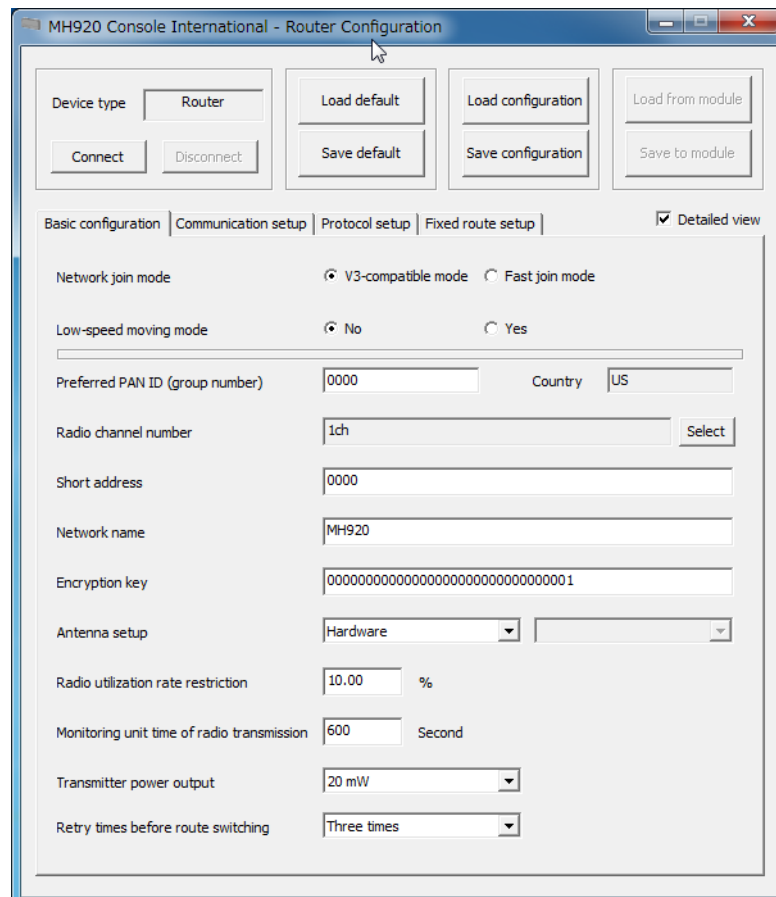 MH920 Console International - Router Configuration
Device type Router Load default Load configuration Load from module
Connect Disconnect Save default Save configuration Save to module
Basic configuration Communication setup Protocol setup Fixed route setup Detailed view
Network join mode V3-compatible mode Fast join mode
Low-speed moving mode No Yes
Preferred PAN ID (group number) 0000 Country US
Radio channel number 1ch Select
Short address 0000
Network name MH920
Encryption key 00000000000000000000000000000001
Antenna setup Hardware
Radio utilization rate restriction 10.00 %
Monitoring unit time of radio transmission 600 Second
Transmitter power output 20 mW
Retry times before route switching Three times